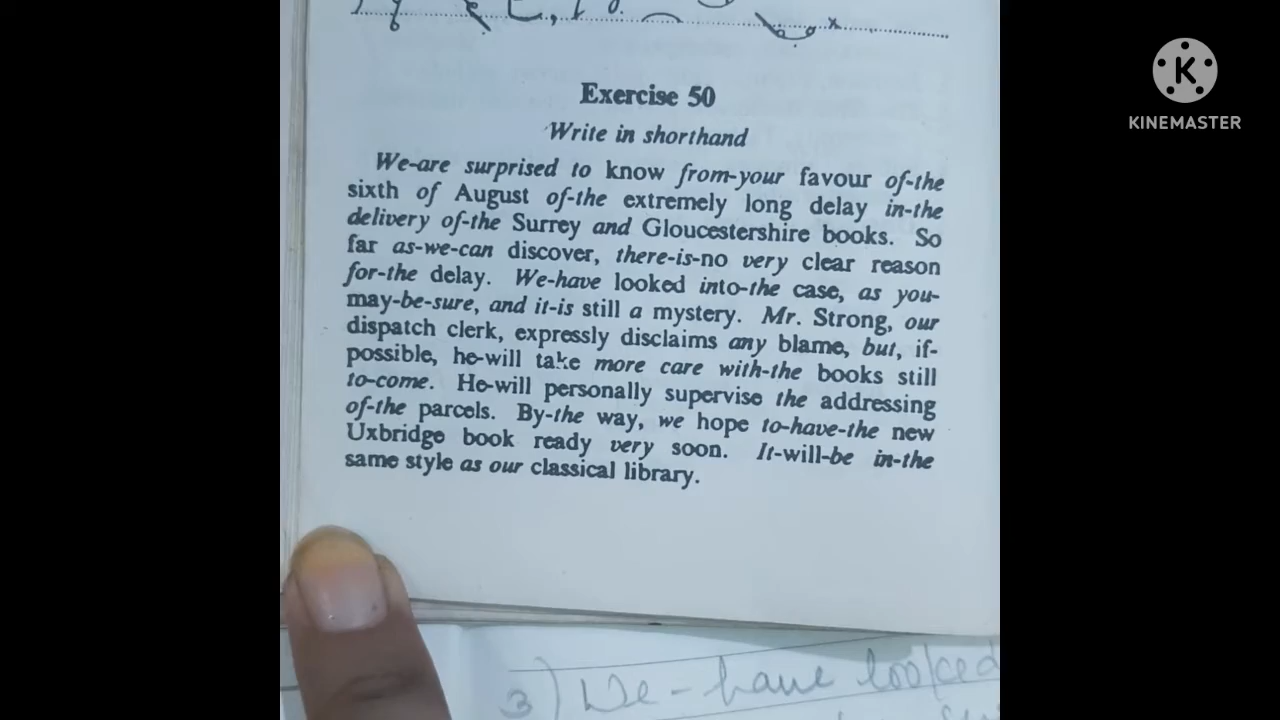 Exercise 50
Write in shorthand
We-are surprised to know from-your favour of-the
sixth of August of-the extremely long delay in-the
delivery of-the Surrey and Gloucestershire books. So
far as-we-can discover, there-is-no very clear reason
for-the delay. We-have looked into-the case, as you-
may-be-sure, and it-is still a mystery. Mr. Strong, our
dispatch clerk, expressly disclaims any blame, but, if-
possible, he-will take more care with-the books still
to-come. He-will personally supervise the addressing
of-the parcels. By-the way, we hope to-have-the new
Uxbridge book ready very soon. It-will-be in-the
same style as our classical library.
3) We-have looked
KINEMASTER